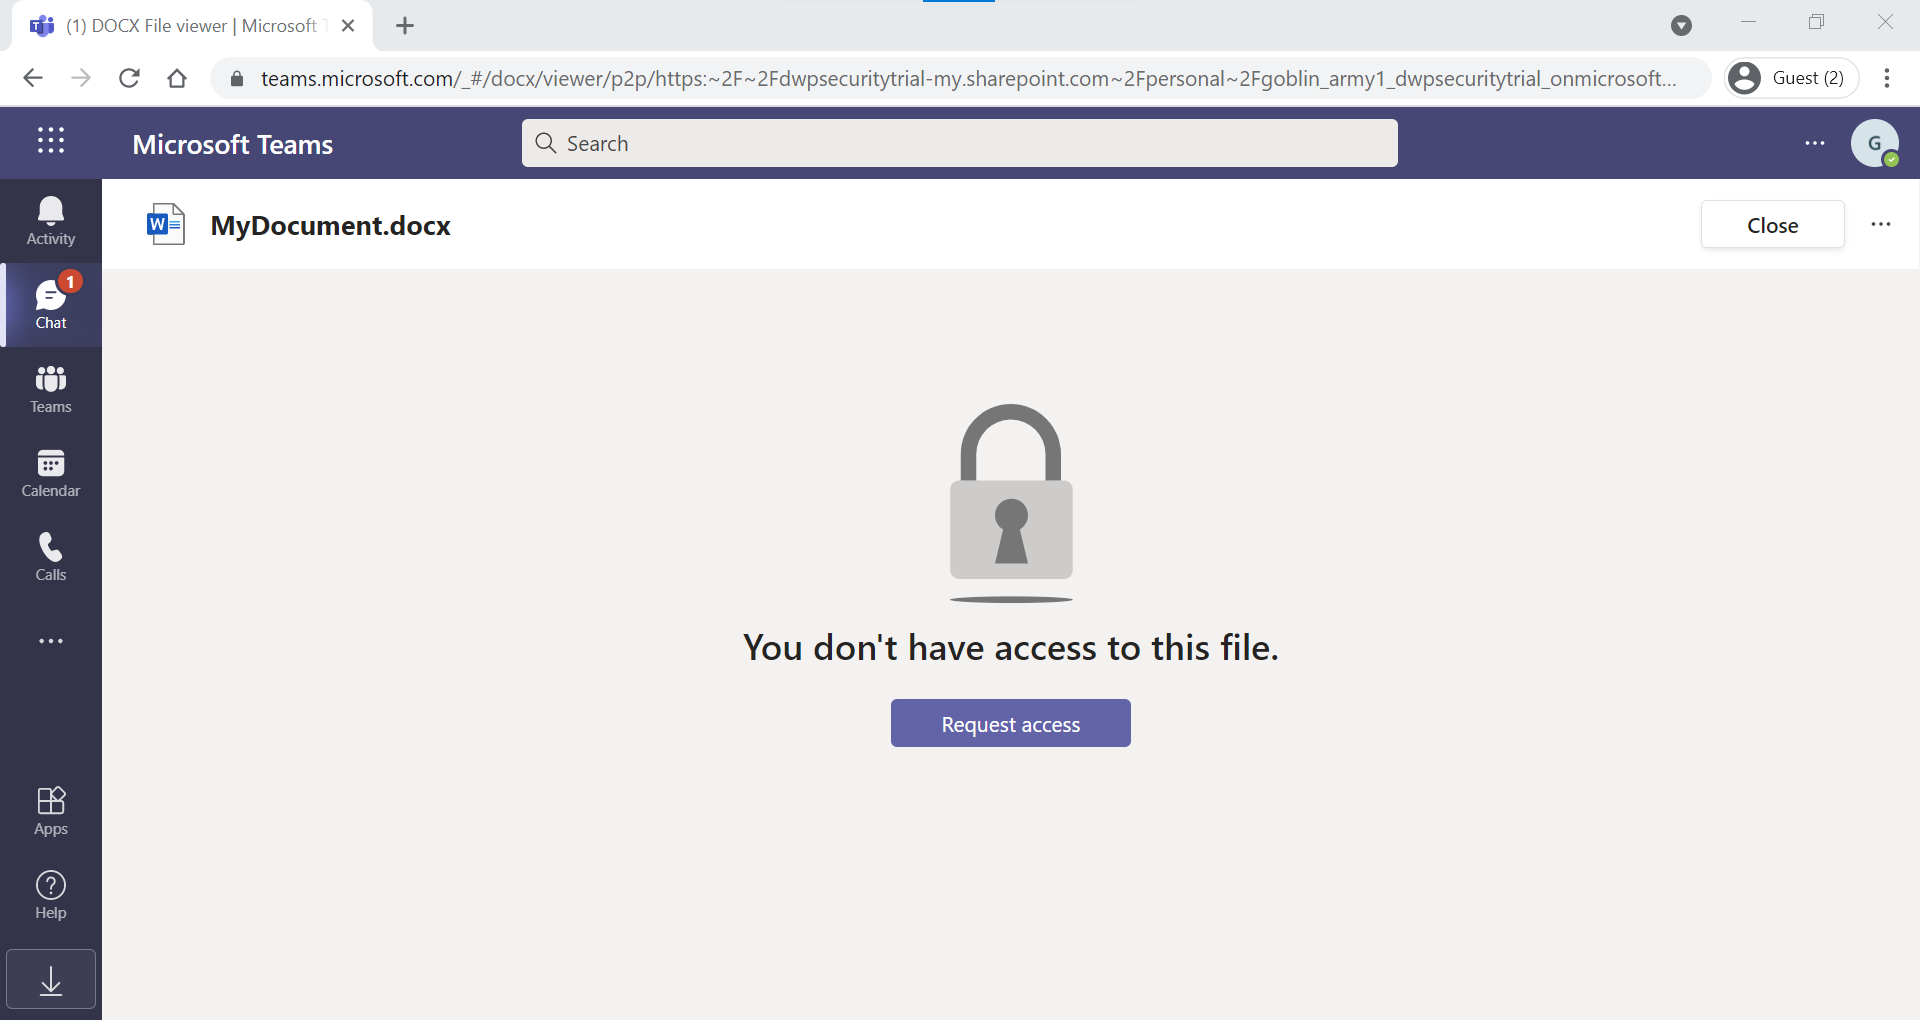 (1) DOCX File viewer | Microsoft T
teams.microsoft.com/_#/docx/viewer/p2p/https:~2F~2Fdwpsecuritytrial-my.sharepoint.com~2Fpersonal~2Fgoblin_army1_dwpsecuritytrial_onmicrosoft...
Guest (2)
Microsoft Teams
Search
G
Activity
W
MyDocument.docx
Close
1
Chat
Teams
Calendar
Calls
You don't have access to this file.
Request access
Apps
Help